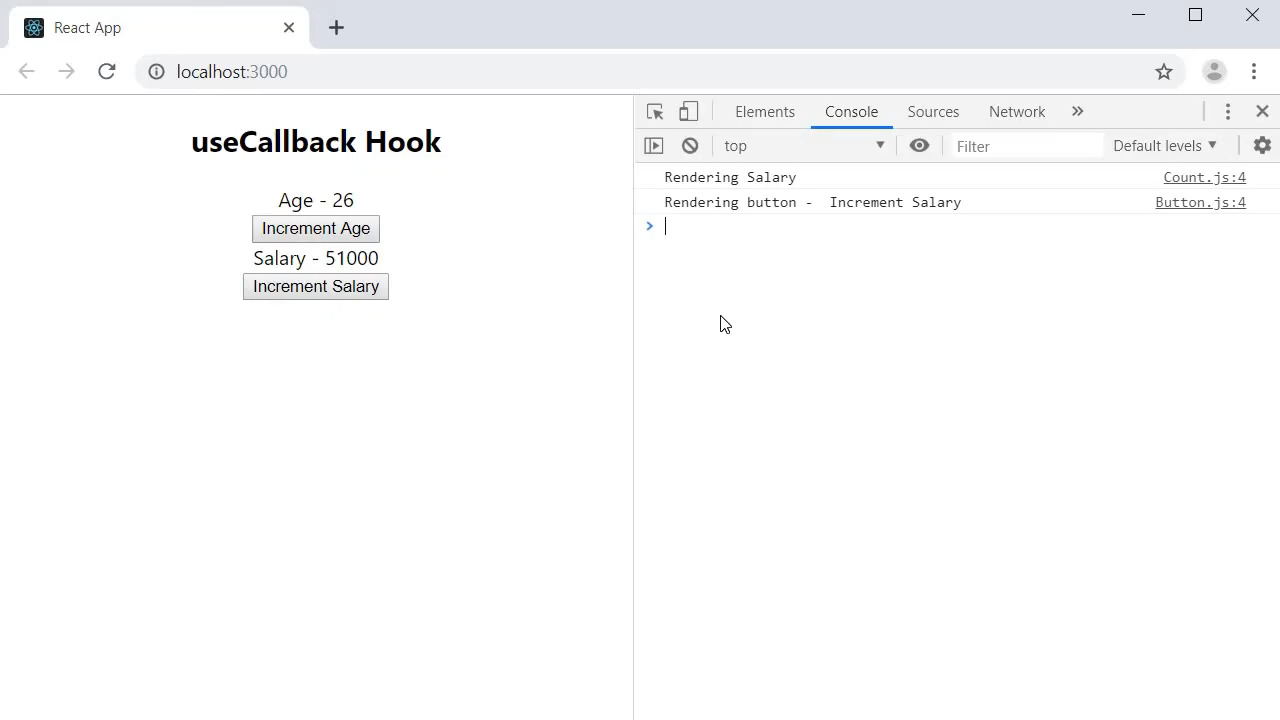 React App
localhost:3000
useCallback Hook
Age - 26
Increment Age
Salary - 51000
Increment Salary
Elements Console Sources Network
top Filter Default levels
Rendering Salary Count.js:4
Rendering button -  Increment Salary Button.js:4